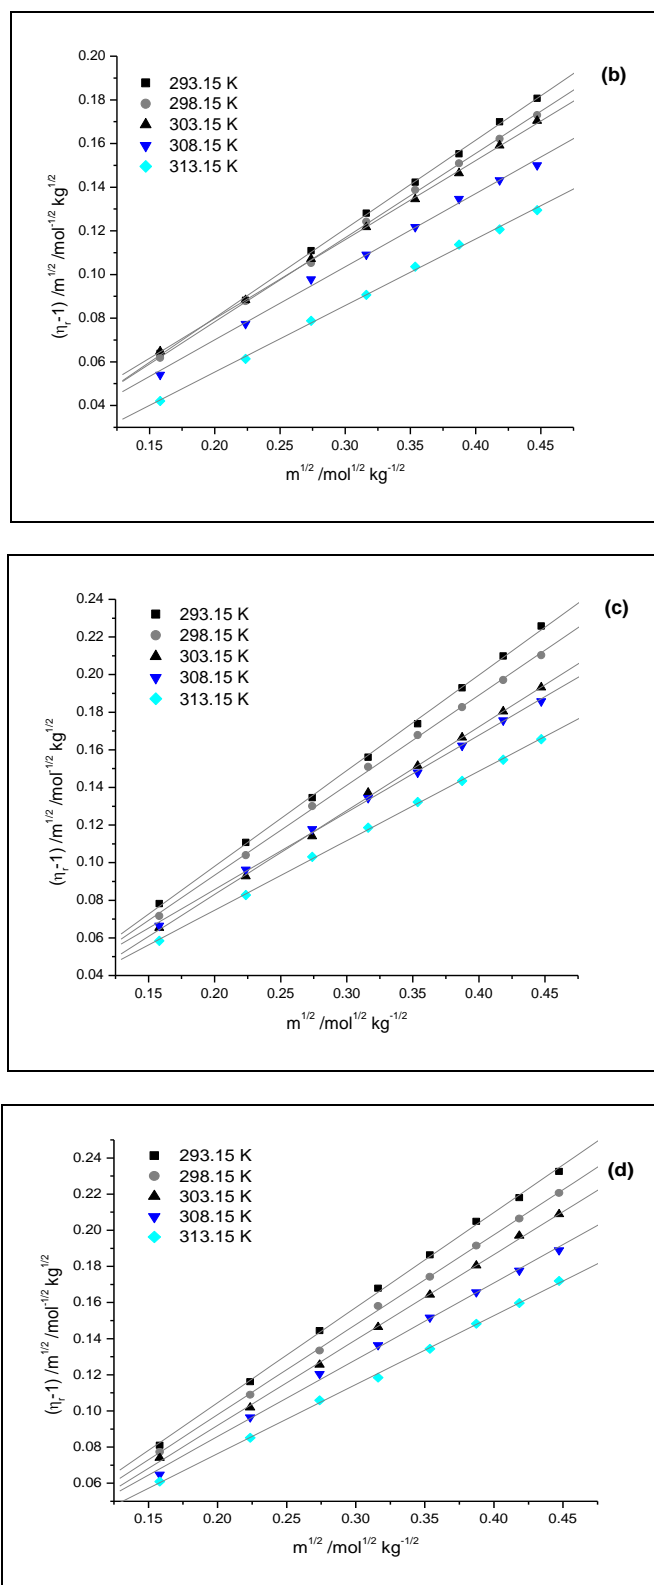 (b)
293.15 K
298.15 K
303.15 K
308.15 K
313.15 K
0.20
0.18
0.16
0.14
0.12
0.10
0.08
0.06
0.04
(ηr-1) /m^1/2 /mol^-1/2 kg^1/2
0.15 0.20 0.25 0.30 0.35 0.40 0.45
m^1/2 /mol^1/2 kg^-1/2
(c)
293.15 K
298.15 K
303.15 K
308.15 K
313.15 K
0.24
0.22
0.20
0.18
0.16
0.14
0.12
0.10
0.08
0.06
0.04
(ηr-1) /m^1/2 /mol^-1/2 kg^1/2
0.15 0.20 0.25 0.30 0.35 0.40 0.45
m^1/2 /mol^1/2 kg^-1/2
(d)
293.15 K
298.15 K
303.15 K
308.15 K
313.15 K
0.24
0.22
0.20
0.18
0.16
0.14
0.12
0.10
0.08
0.06
(ηr-1) /m^1/2 /mol^-1/2 kg^1/2
0.15 0.20 0.25 0.30 0.35 0.40 0.45
m^1/2 /mol^1/2 kg^-1/2